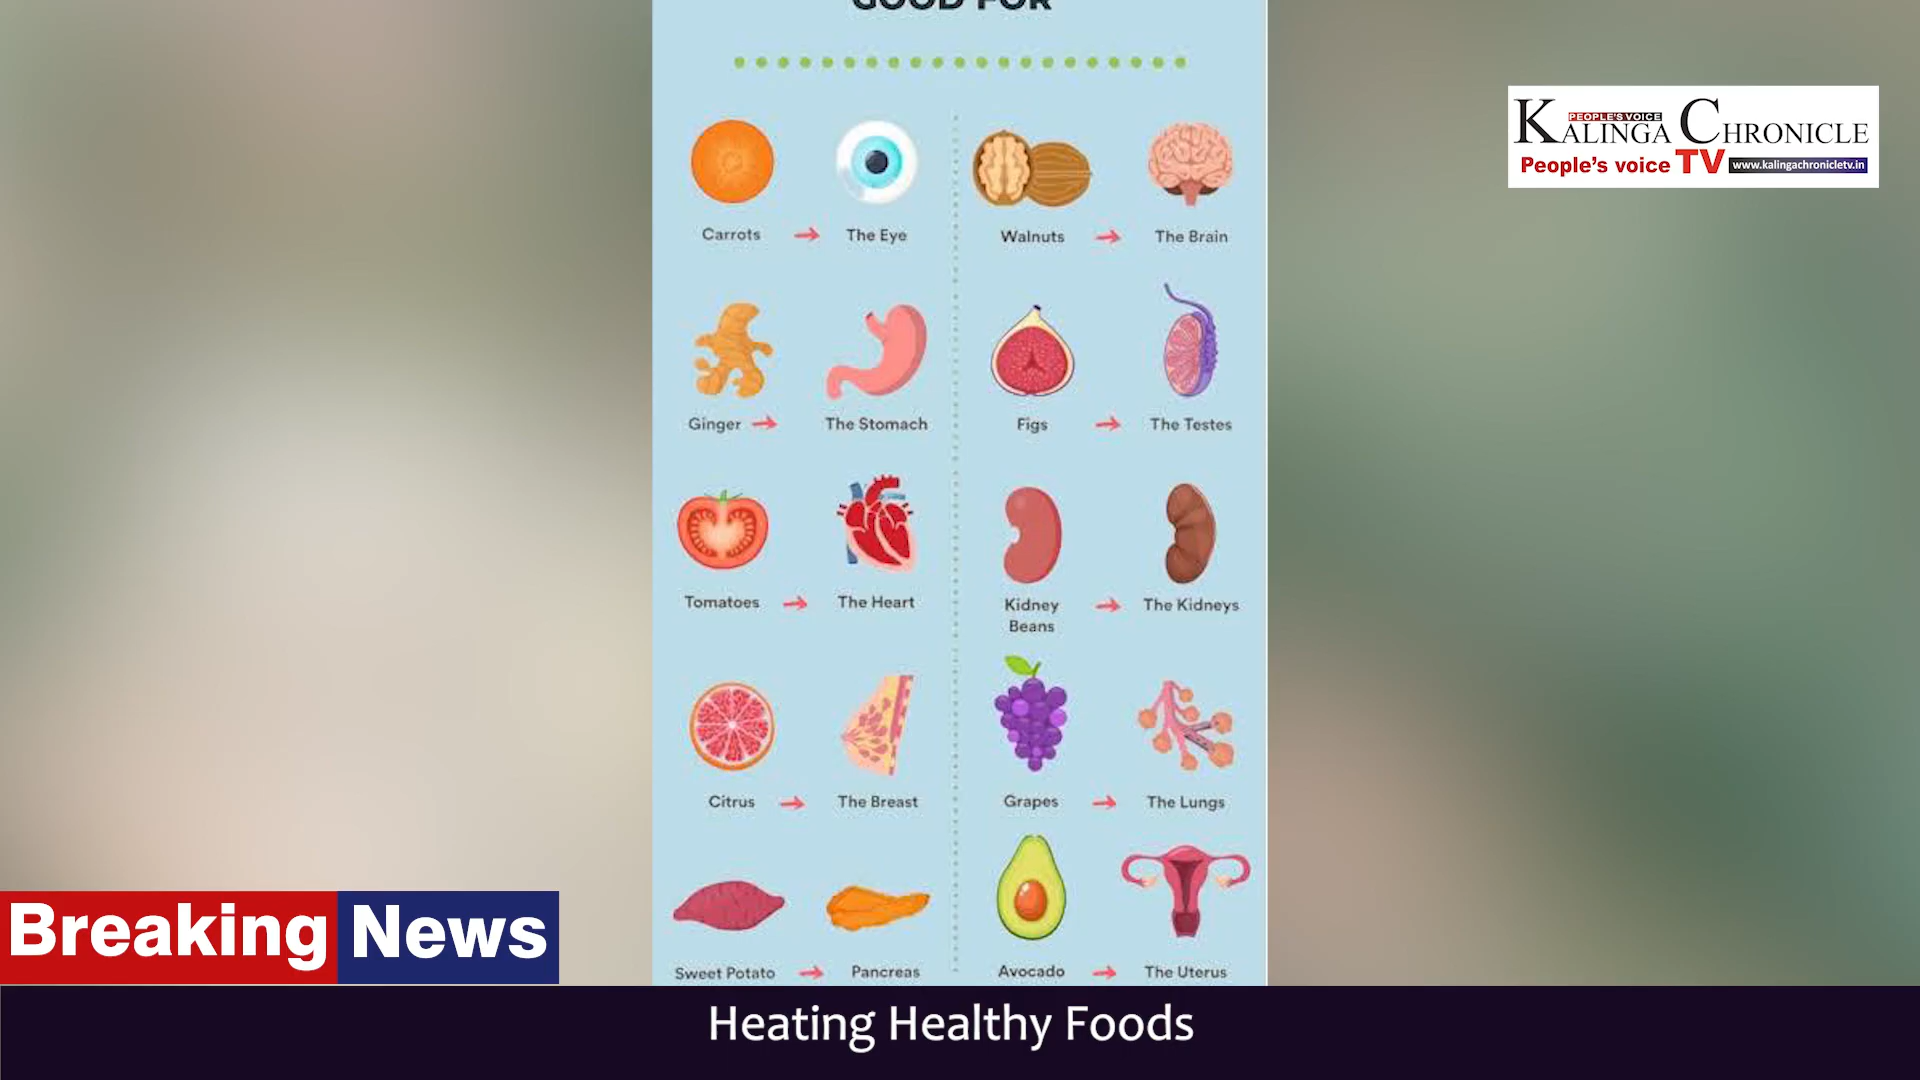 GOOD FOR
Carrots → The Eye
Walnuts → The Brain
Ginger → The Stomach
Figs → The Testes
Tomatoes → The Heart
Kidney Beans → The Kidneys
Citrus → The Breast
Grapes → The Lungs
Sweet Potato → Pancreas
Avocado → The Uterus
PEOPLE'S VOICE
KALINGA CHRONICLE
People's voice TV www.kalingachronicletv.in
Breaking News
Heating Healthy Foods